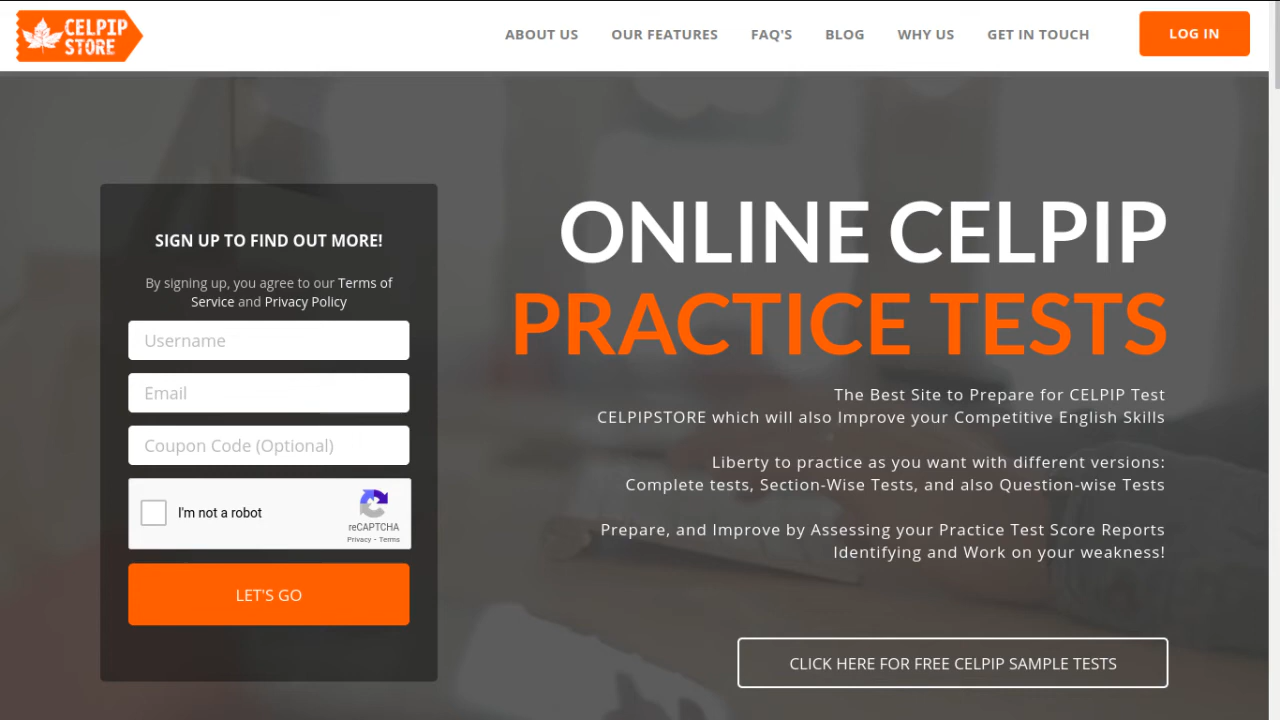 CELPIP
STORE
ABOUT US OUR FEATURES FAQ'S BLOG WHY US GET IN TOUCH LOG IN
SIGN UP TO FIND OUT MORE!
By signing up, you agree to our Terms of
Service and Privacy Policy
Username
Email
Coupon Code (Optional)
I'm not a robot
reCAPTCHA
Privacy - Terms
LET'S GO
ONLINE CELPIP
PRACTICE TESTS
The Best Site to Prepare for CELPIP Test
CELPIPSTORE which will also Improve your Competitive English Skills
Liberty to practice as you want with different versions:
Complete tests, Section-Wise Tests, and also Question-wise Tests
Prepare, and Improve by Assessing your Practice Test Score Reports
Identifying and Work on your weakness!
CLICK HERE FOR FREE CELPIP SAMPLE TESTS